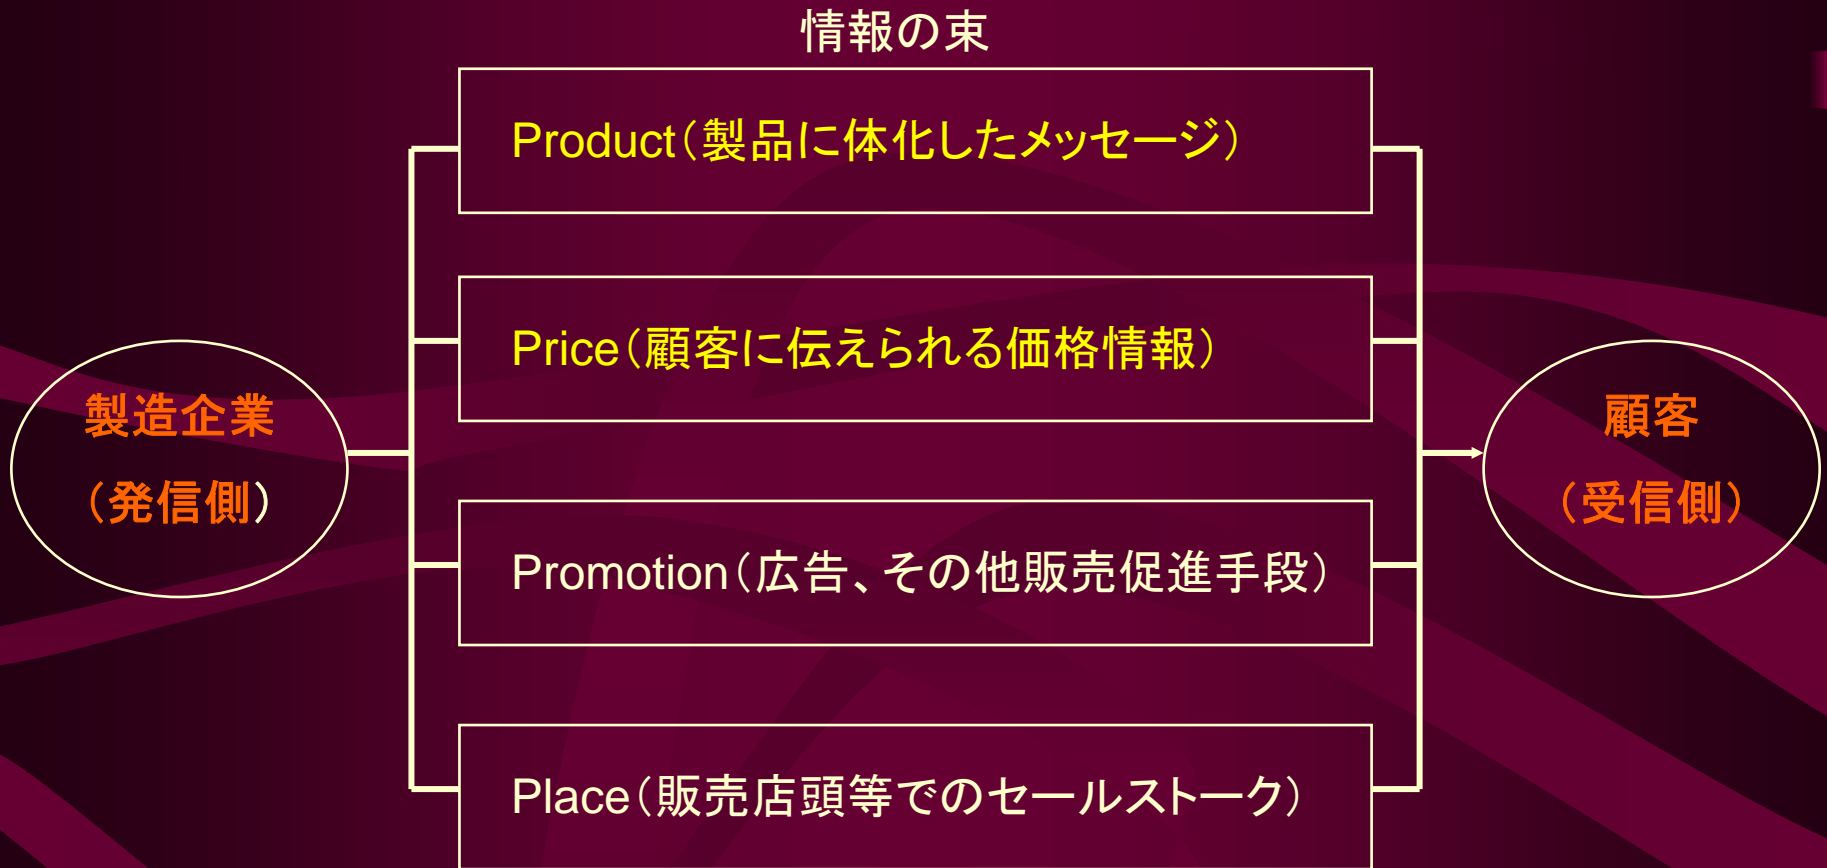 情報の束
Product（製品に体化したメッセージ）
Price（顧客に伝えられる価格情報）
製造企業
（発信側）
顧客
（受信側）
Promotion（広告、その他販売促進手段）
Place（販売店頭等でのセールストーク）